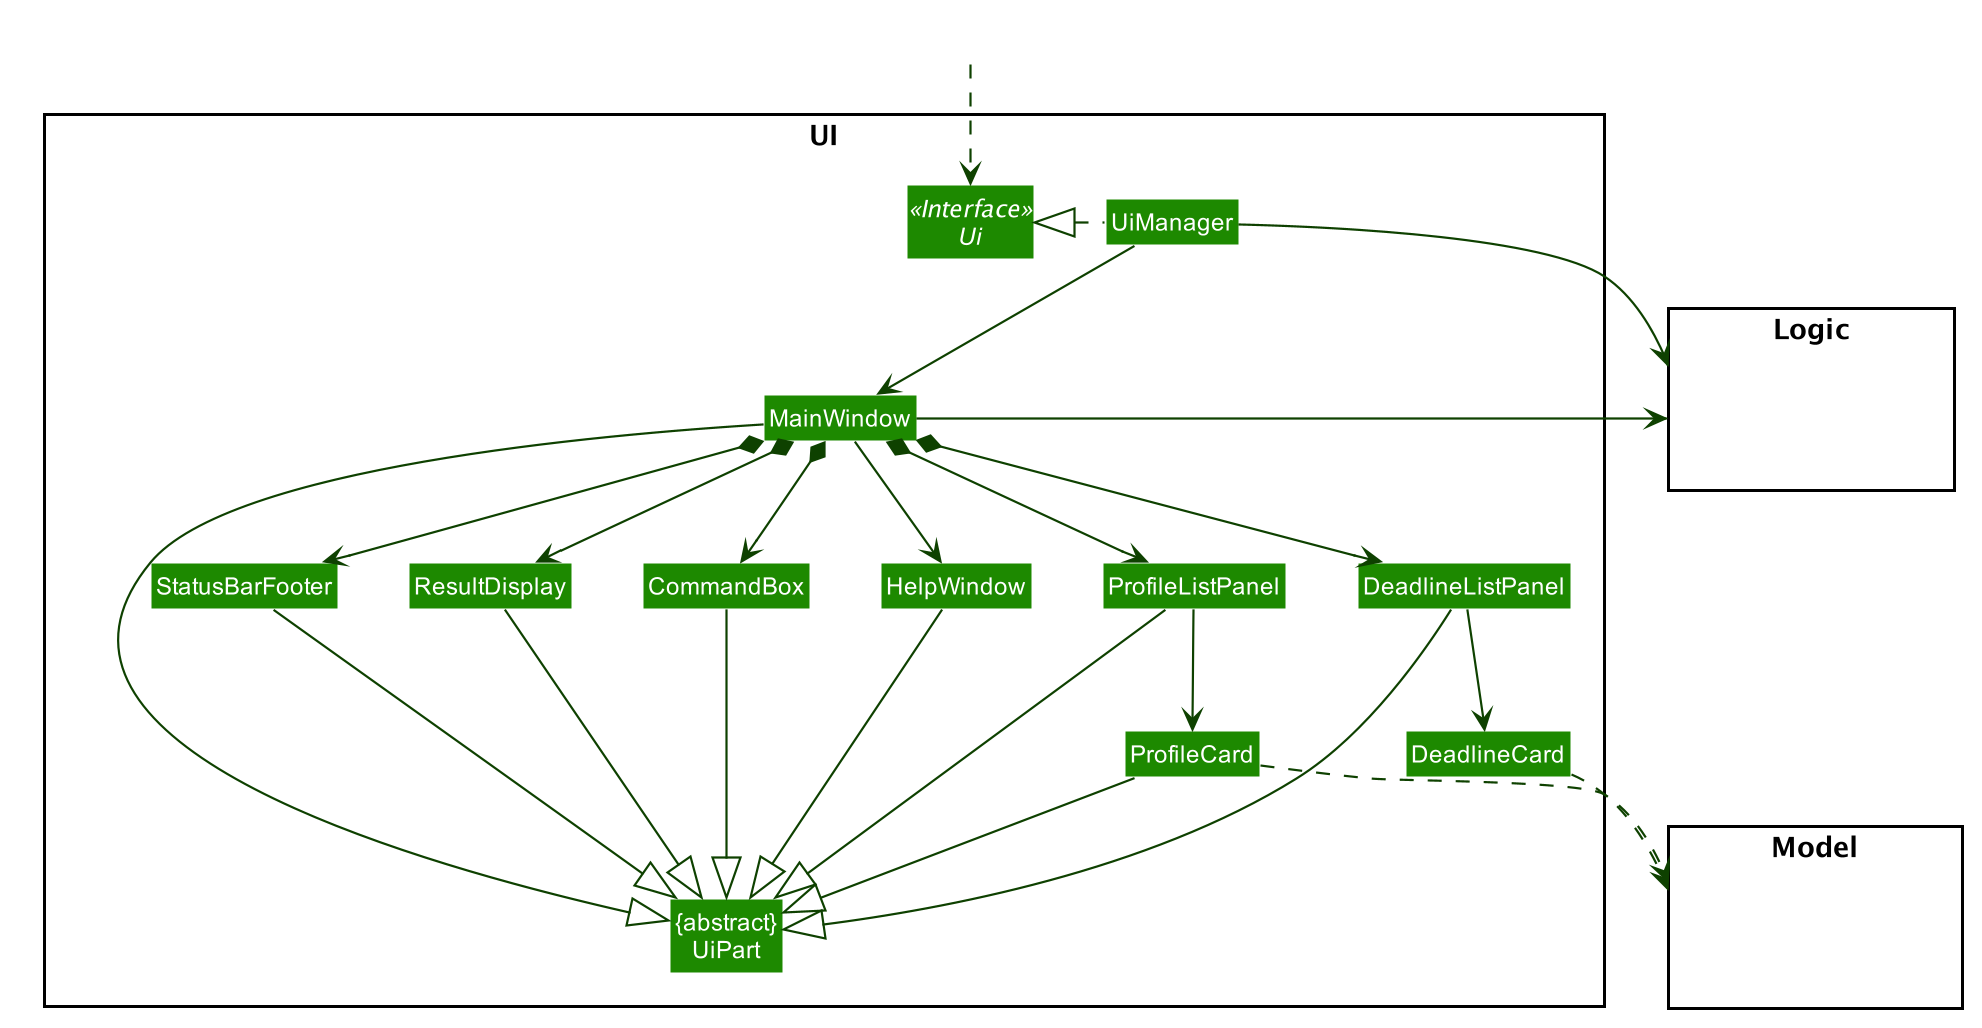 UI
«Interface»
Ui
UiManager
Logic
MainWindow
StatusBarFooter
ResultDisplay
CommandBox
HelpWindow
ProfileListPanel
DeadlineListPanel
ProfileCard
DeadlineCard
Model
{abstract}
UiPart